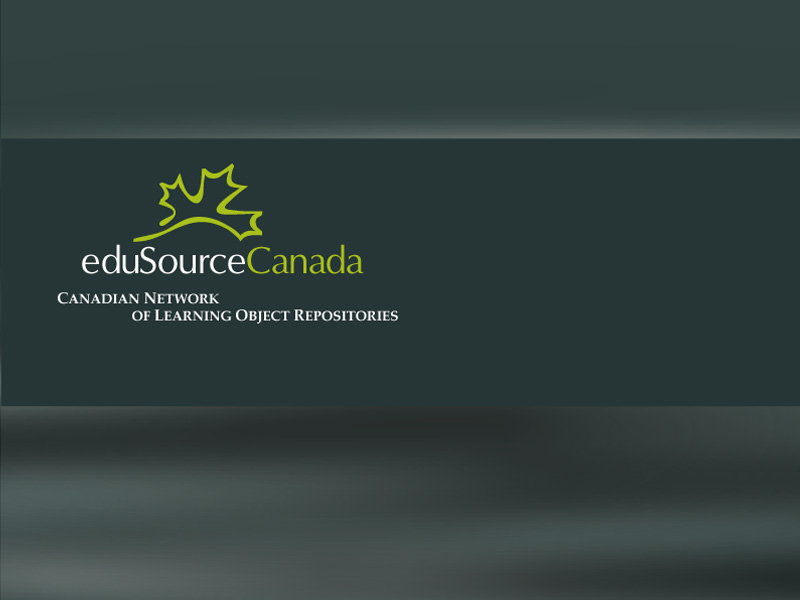 eduSourceCanada
Canadian Network
of Learning Object Repositories